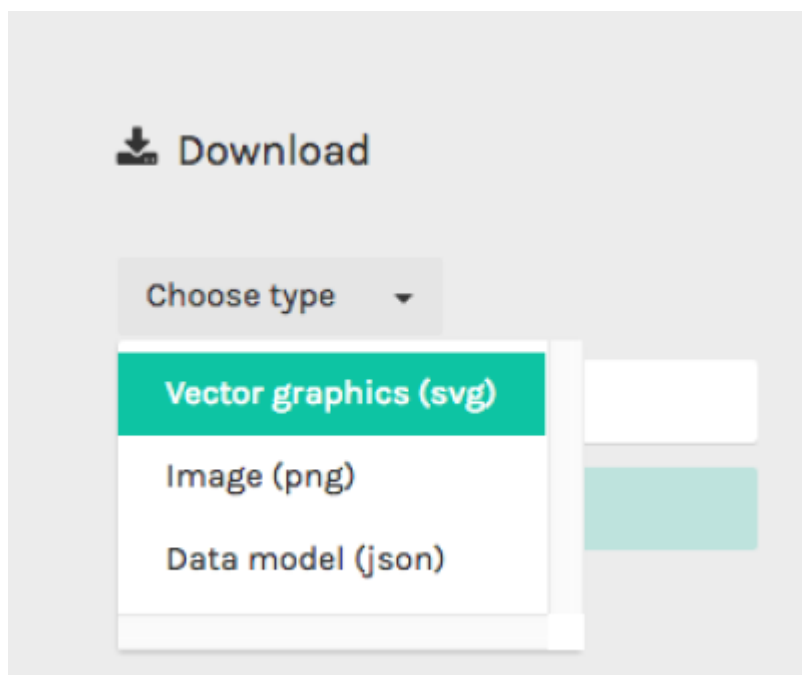 Download
Choose type
Vector graphics (svg)
Image (png)
Data model (json)